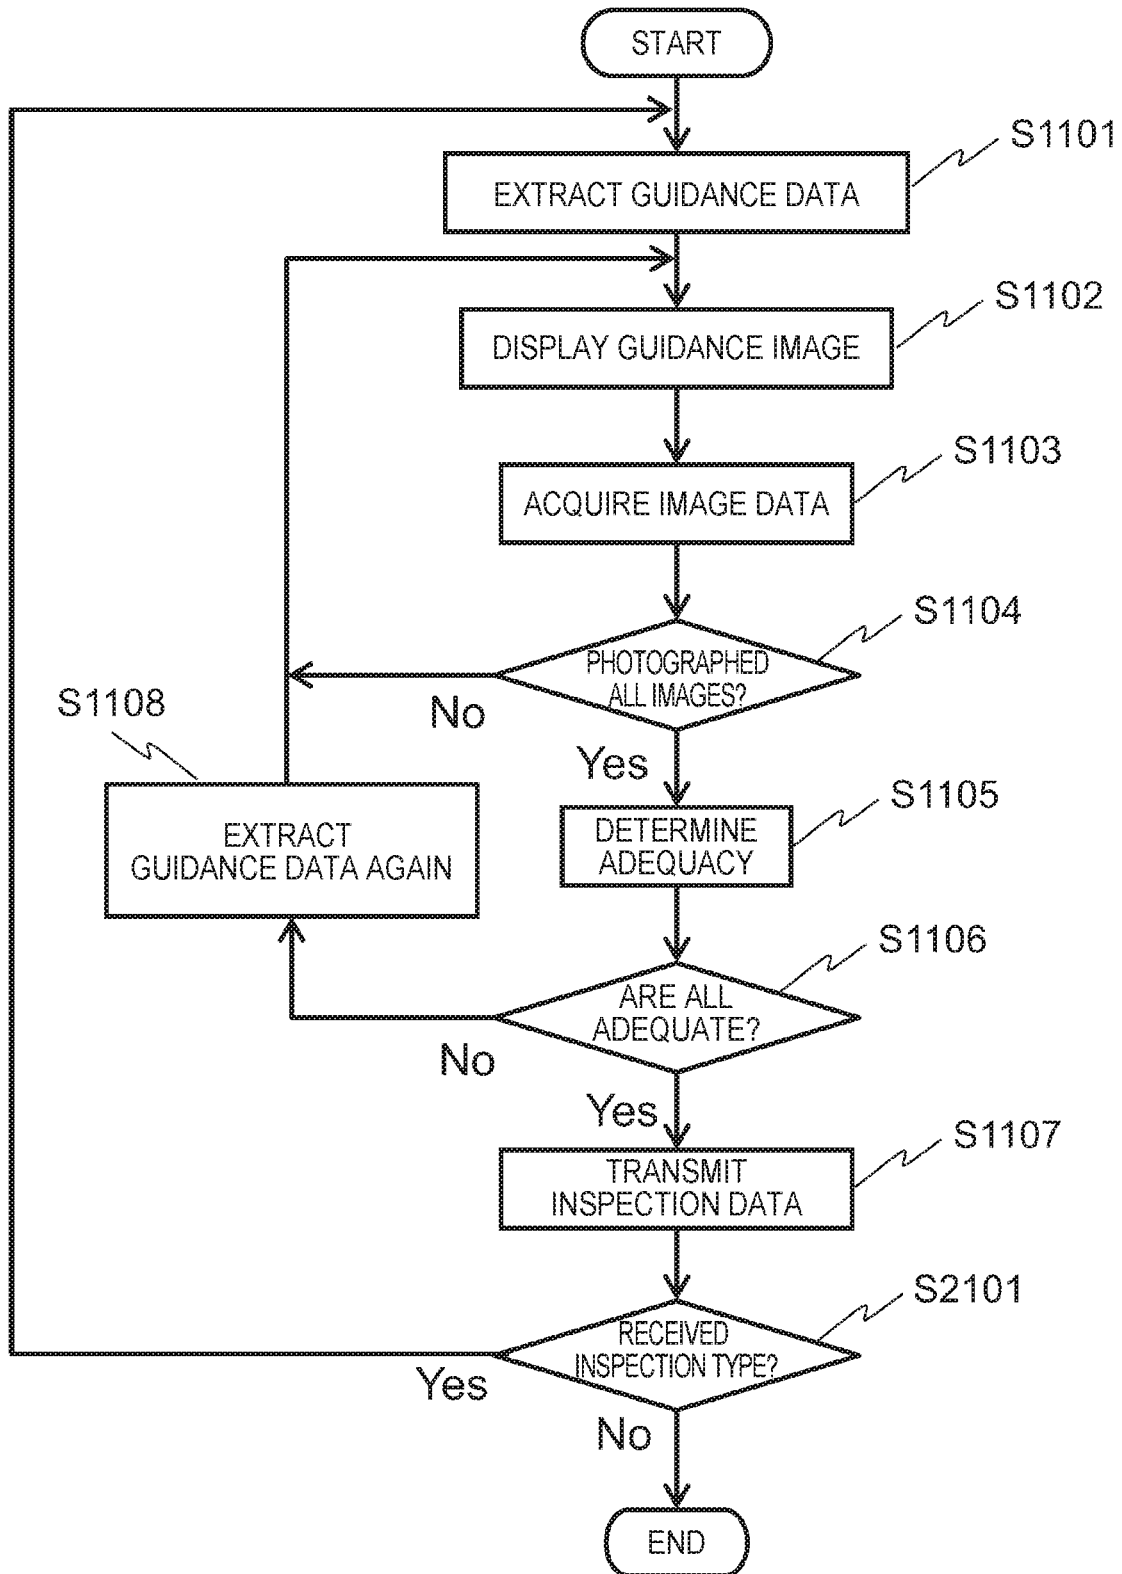 START
S1101
EXTRACT GUIDANCE DATA
S1102
DISPLAY GUIDANCE IMAGE
S1103
ACQUIRE IMAGE DATA
S1104
PHOTOGRAPHED
ALL IMAGES?
No
Yes
S1108
EXTRACT
GUIDANCE DATA AGAIN
S1105
DETERMINE
ADEQUACY
S1106
ARE ALL
ADEQUATE?
No
Yes
S1107
TRANSMIT
INSPECTION DATA
S2101
RECEIVED
INSPECTION TYPE?
Yes
No
END